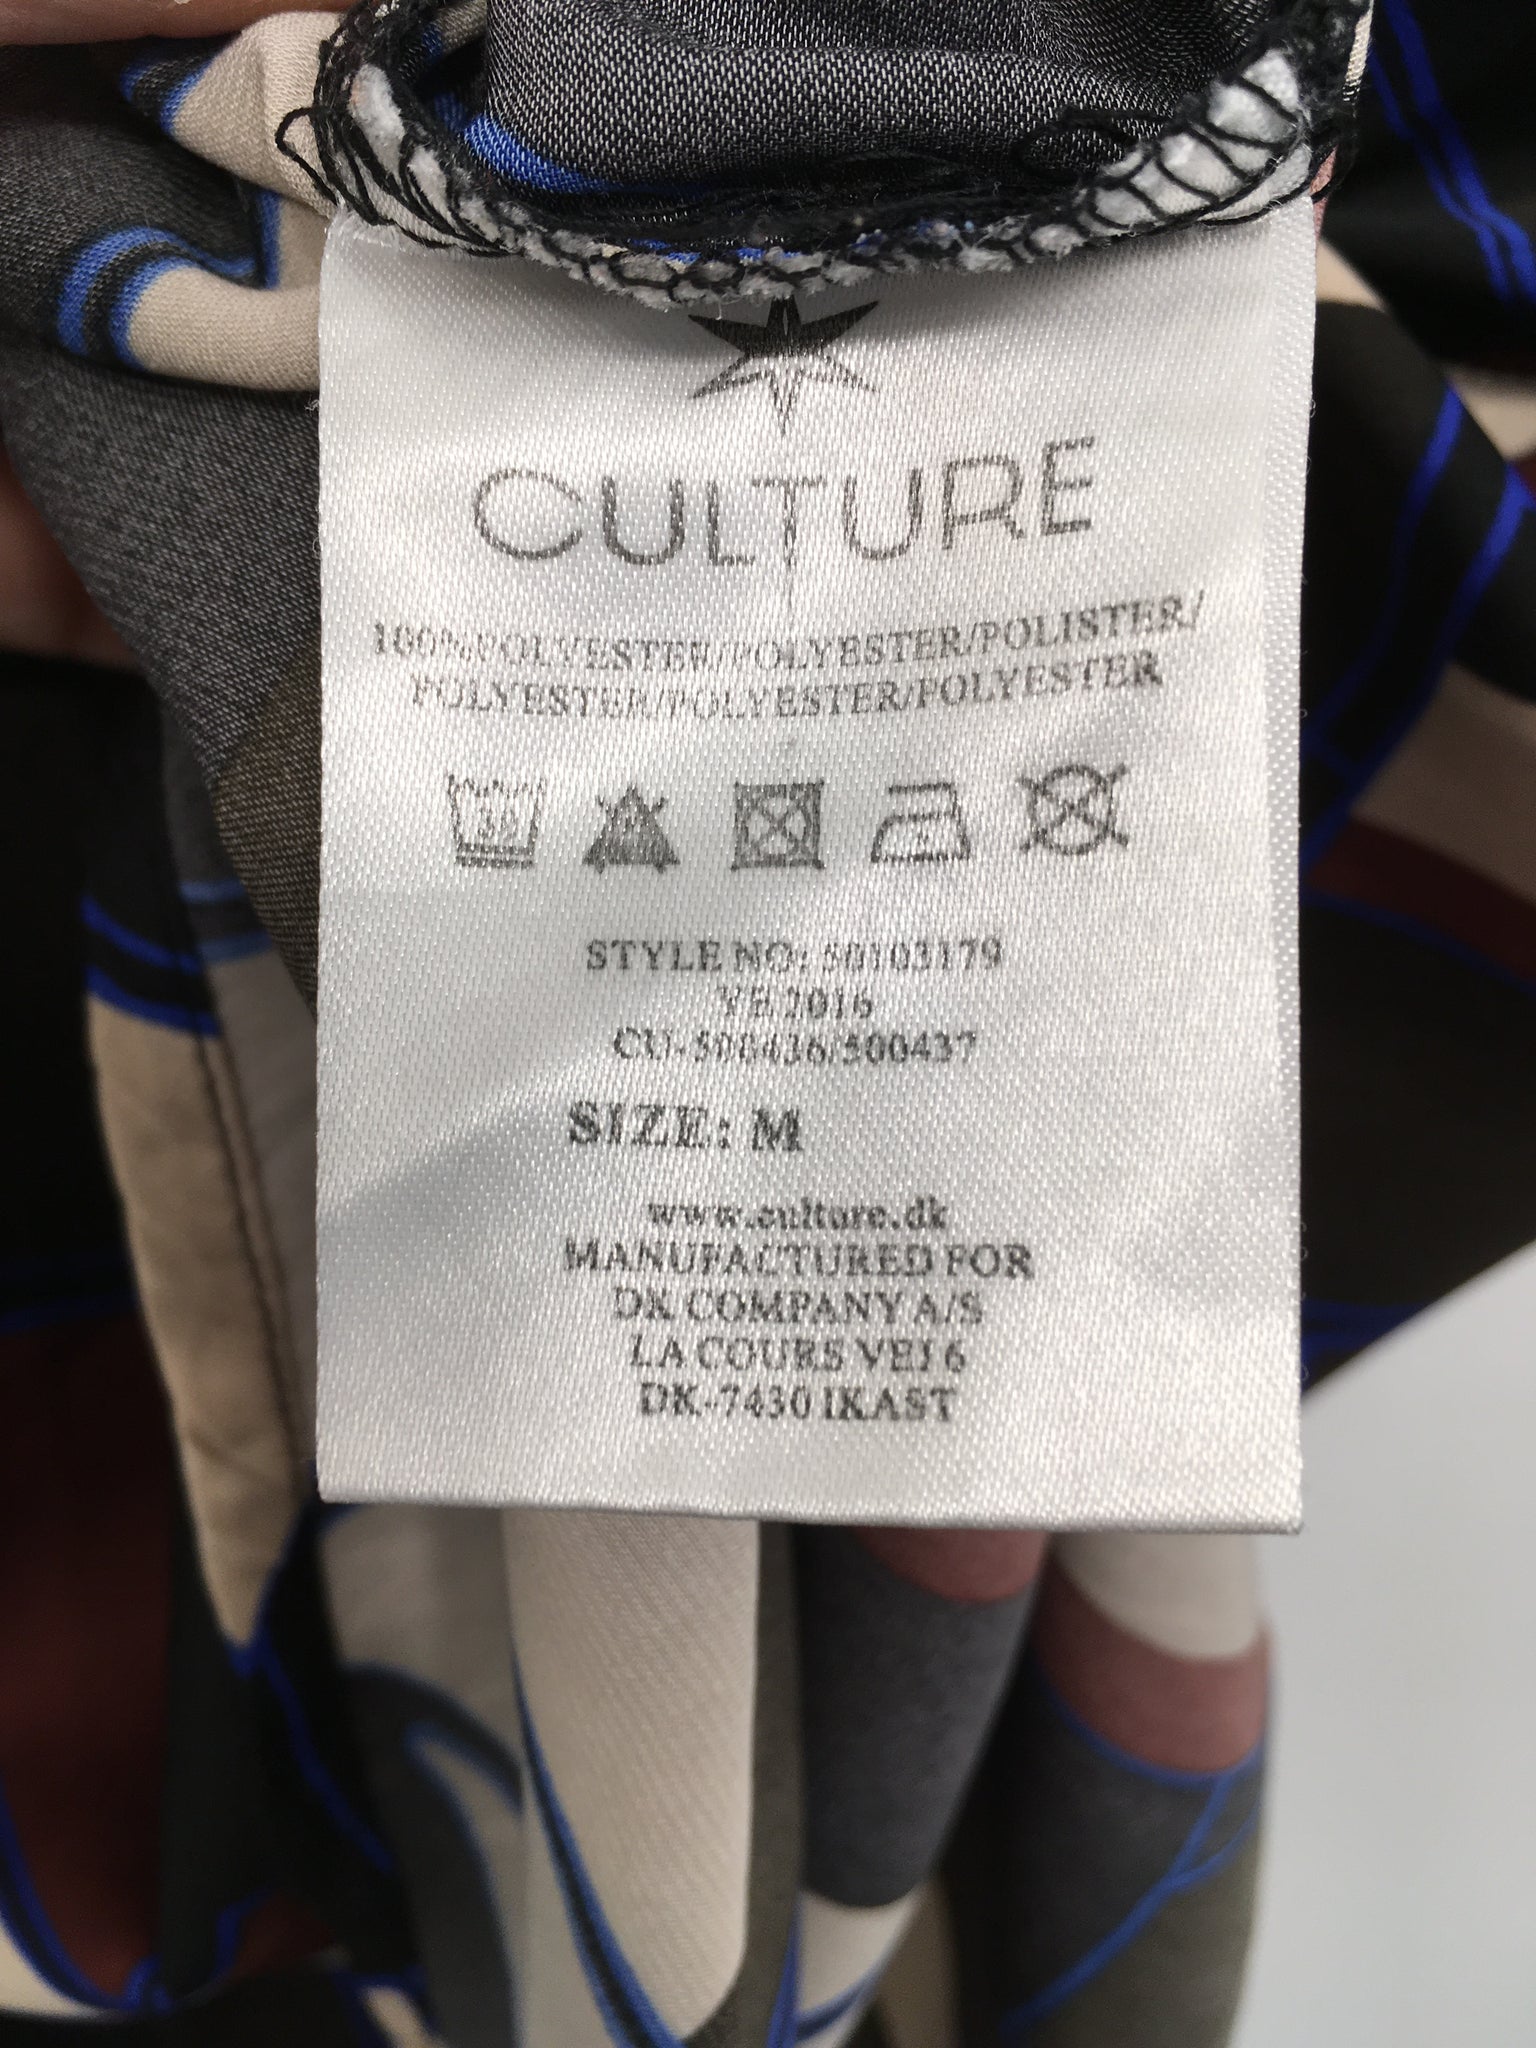 CULTURE
100%POLYESTER/POLYESTER/POLISTER/
POLYESTER/POLYESTER/POLYESTER
30
STYLE NO: 50103179
YE 2016
CU-500436/500437
SIZE: M
www.culture.dk
MANUFACTURED FOR
DK COMPANY A/S
LA COURS VEJ 6
DK-7430 IKAST